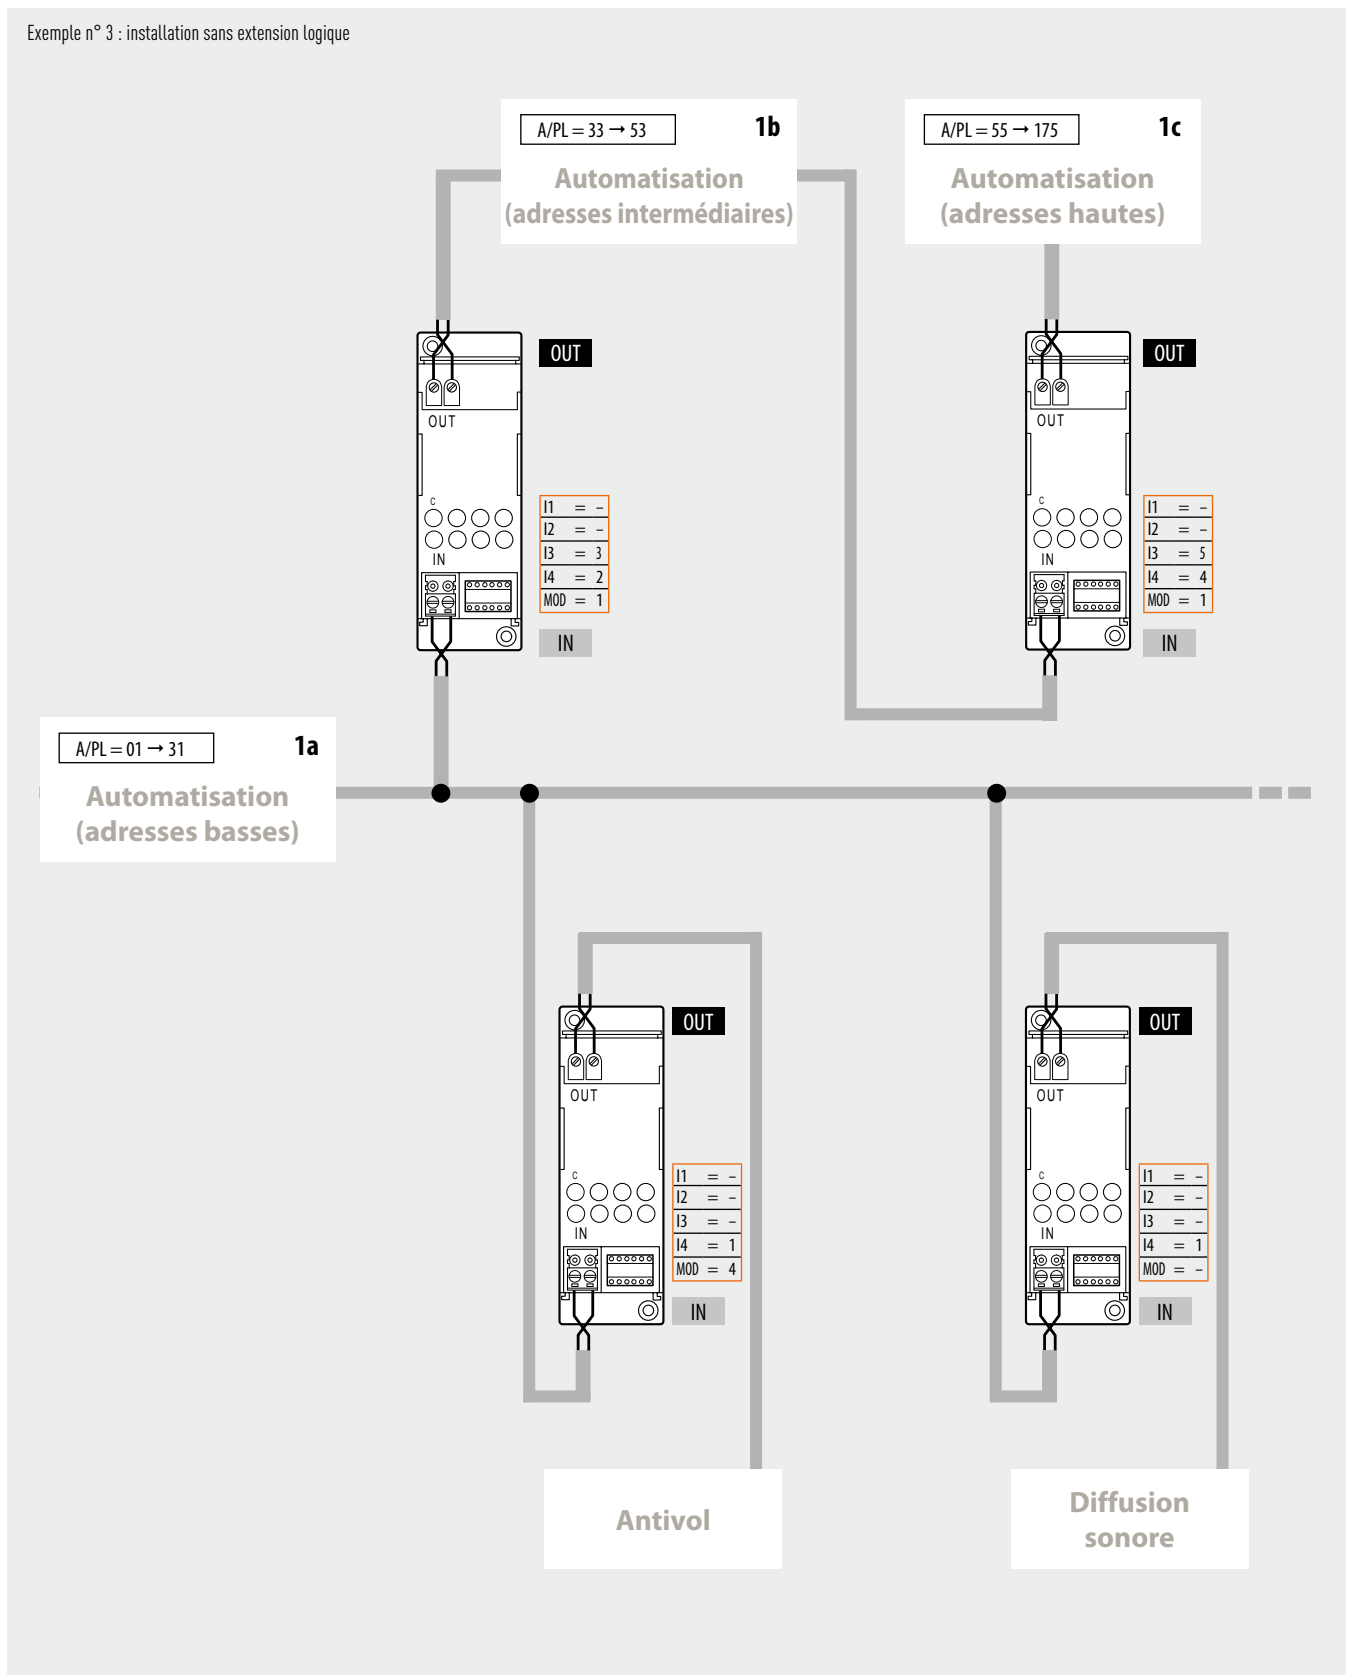 Exemple n° 3 : installation sans extension logique
A/PL = 33 → 53
1b
Automatisation
(adresses intermédiaires)
A/PL = 55 → 175
1c
Automatisation
(adresses hautes)
OUT
OUT
C
IN
I1 = –
I2 = –
I3 = 3
I4 = 2
MOD = 1
IN
OUT
OUT
C
IN
I1 = –
I2 = –
I3 = 5
I4 = 4
MOD = 1
IN
A/PL = 01 → 31
1a
Automatisation
(adresses basses)
OUT
OUT
C
IN
I1 = –
I2 = –
I3 = –
I4 = 1
MOD = 4
IN
OUT
OUT
C
IN
I1 = –
I2 = –
I3 = –
I4 = 1
MOD = –
IN
Antivol
Diffusion
sonore